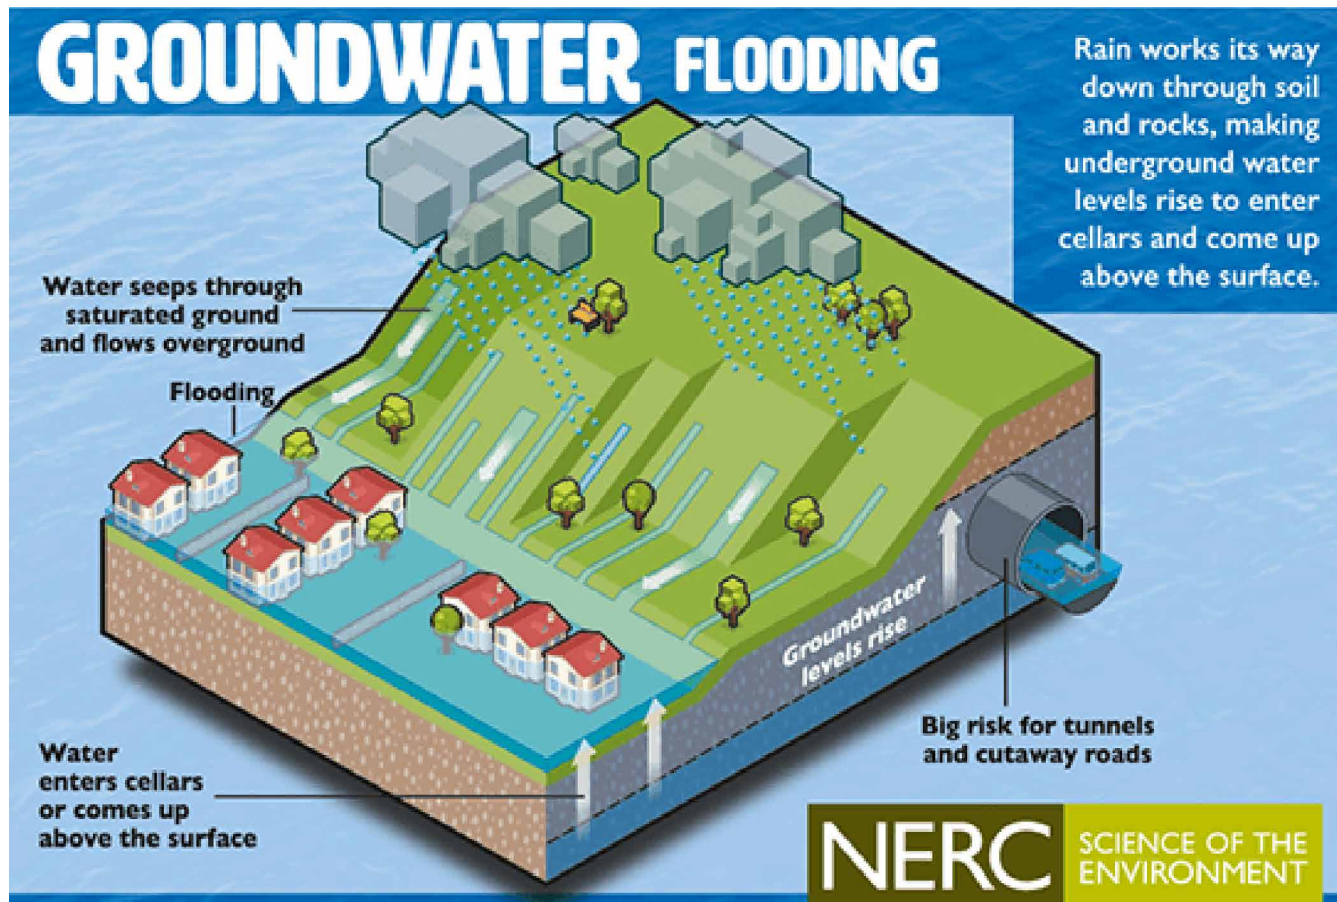 GROUNDWATER FLOODING
Rain works its way
down through soil
and rocks, making
underground water
levels rise to enter
cellars and come up
above the surface.
Water seeps through
saturated ground
and flows overground
Flooding
Groundwater
levels rise
Big risk for tunnels
and cutaway roads
Water
enters cellars
or comes up
above the surface
NERC
SCIENCE OF THE
ENVIRONMENT